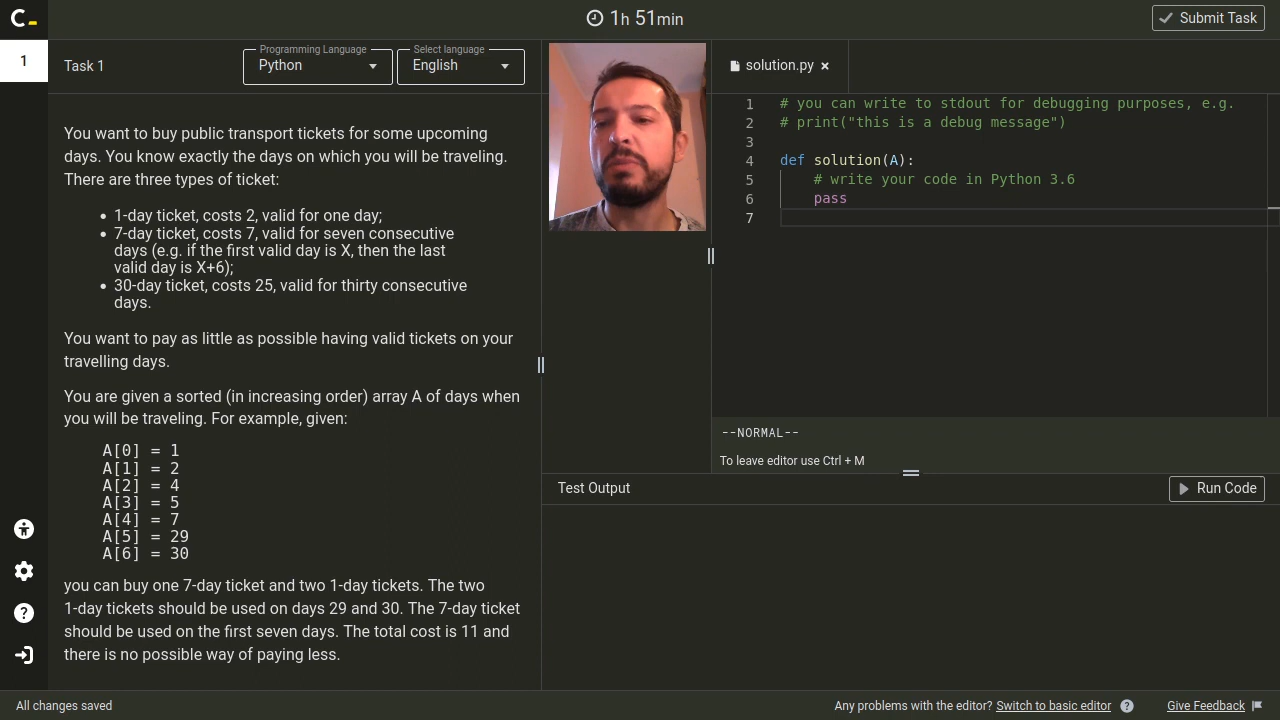 C_
1h 51min
Submit Task
1
Task 1
Programming Language
Python
Select language
English
You want to buy public transport tickets for some upcoming
days. You know exactly the days on which you will be traveling.
There are three types of ticket:
• 1-day ticket, costs 2, valid for one day;
• 7-day ticket, costs 7, valid for seven consecutive
days (e.g. if the first valid day is X, then the last
valid day is X+6);
• 30-day ticket, costs 25, valid for thirty consecutive
days.
You want to pay as little as possible having valid tickets on your
travelling days.
You are given a sorted (in increasing order) array A of days when
you will be traveling. For example, given:
A[0] = 1
A[1] = 2
A[2] = 4
A[3] = 5
A[4] = 7
A[5] = 29
A[6] = 30
you can buy one 7-day ticket and two 1-day tickets. The two
1-day tickets should be used on days 29 and 30. The 7-day ticket
should be used on the first seven days. The total cost is 11 and
there is no possible way of paying less.
solution.py ×
1 # you can write to stdout for debugging purposes, e.g.
2 # print("this is a debug message")
3
4 def solution(A):
5 # write your code in Python 3.6
6 pass
7
--NORMAL--
To leave editor use Ctrl + M
Test Output
Run Code
All changes saved
Any problems with the editor? Switch to basic editor ?
Give Feedback